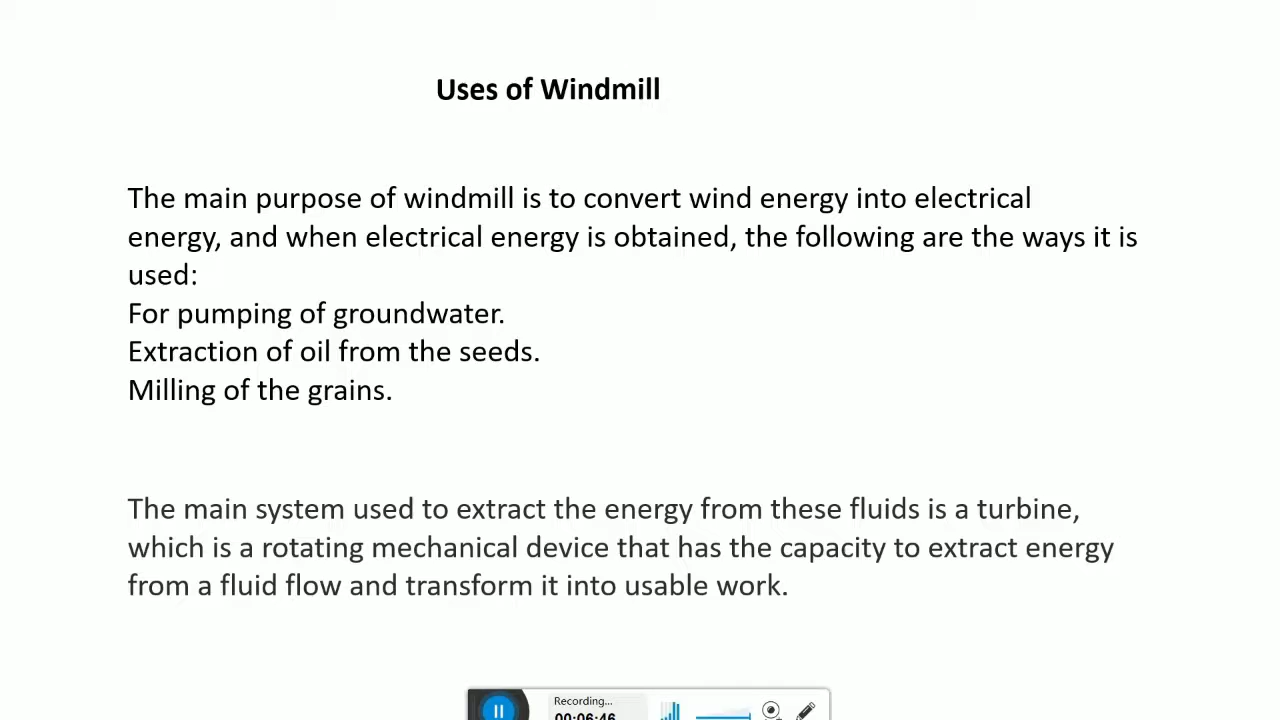 Uses of Windmill
The main purpose of windmill is to convert wind energy into electrical
energy, and when electrical energy is obtained, the following are the ways it is
used:
For pumping of groundwater.
Extraction of oil from the seeds.
Milling of the grains.
The main system used to extract the energy from these fluids is a turbine,
which is a rotating mechanical device that has the capacity to extract energy
from a fluid flow and transform it into usable work.
Recording...
00:06:46